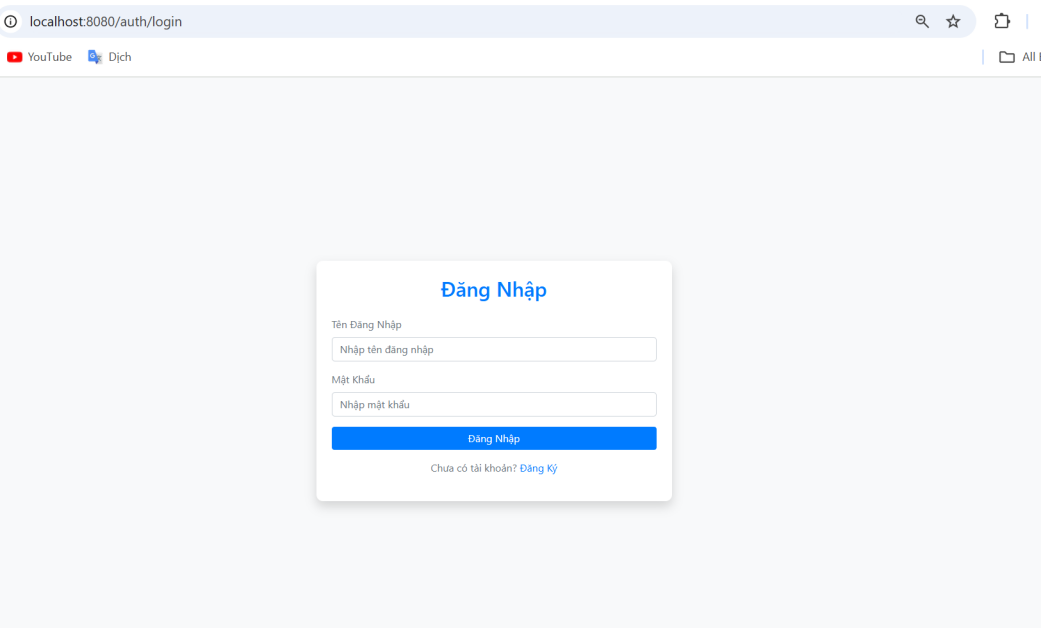 localhost:8080/auth/login
YouTube Dịch All
Đăng Nhập
Tên Đăng Nhập
Nhập tên đăng nhập
Mật Khẩu
Nhập mật khẩu
Đăng Nhập
Chưa có tài khoản? Đăng Ký